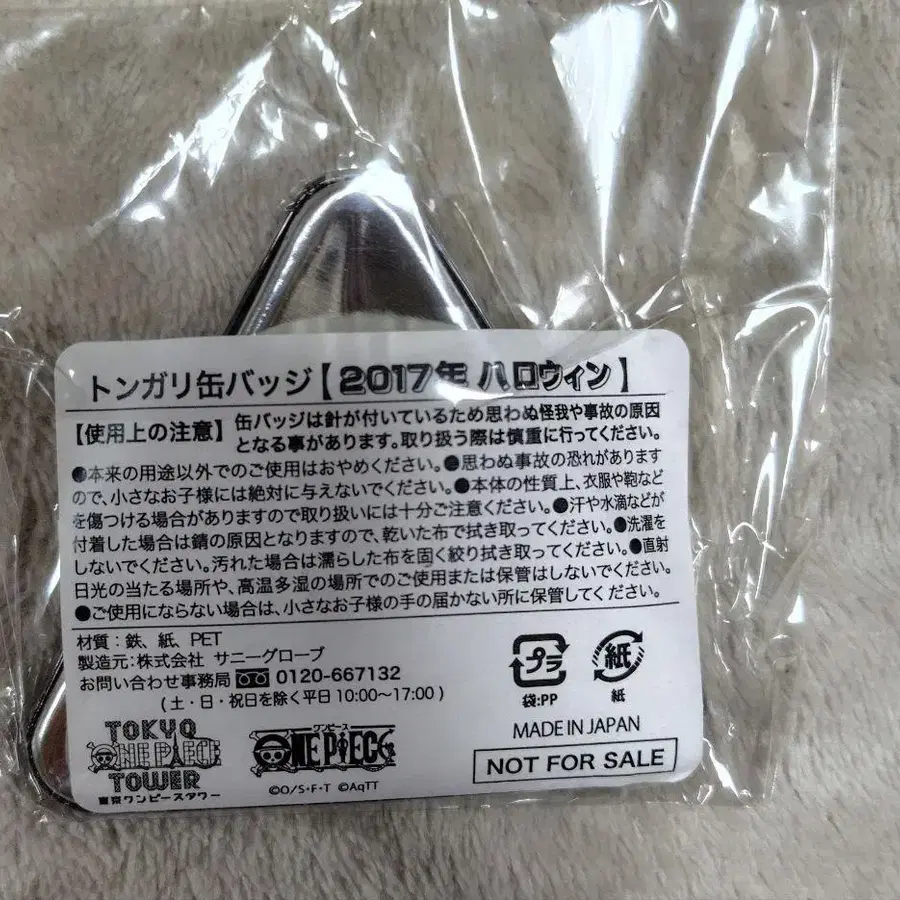 トンガリ缶バッジ【2017年 ハロウィン】
【使用上の注意】 缶バッジは針が付いているため思わぬ怪我や事故の原因
となる事があります。取り扱う際は慎重に行ってください。
●本来の用途以外でのご使用はおやめください。●思わぬ事故の恐れがあります
ので、小さなお子様には絶対に与えないでください。●本体の性質上、衣服や鞄など
を傷つける場合がありますので取り扱いには十分ご注意ください。●汗や水滴などが
付着した場合は錆の原因となりますので、乾いた布で拭き取ってください。●洗濯を
しないでください。汚れた場合は濡らした布を固く絞り拭き取ってください。●直射
日光の当たる場所や、高温多湿の場所でのご使用または保管はしないでください。
●ご使用にならない場合は、小さなお子様の手の届かない所に保管してください。
材質:鉄、紙、PET
製造元:株式会社 サニーグローブ
お問い合わせ事務局 0120-667132
(土・日・祝日を除く平日 10:00〜17:00)
プラ
袋:PP
紙
紙
MADE IN JAPAN
NOT FOR SALE
TOKYO
ONE PIECE
TOWER
東京ワンピースタワー
ワンピース
ONE PIECE
©O/S・F・T ©AqTT